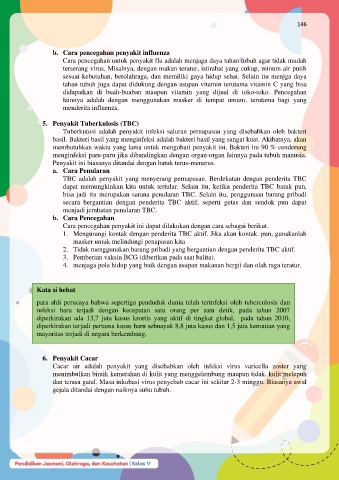 146
b. Cara pencegahan penyakit influenza
Cara pencegahan untuk penyakit flu adalah menjaga daya tahan tubuh agar tidak mudah
terserang virus. Misalnya, dengan makan teratur, istirahat yang cukup, minum air putih
sesuai kebutuhan, berolahraga, dan memiliki gaya hidup sehat. Selain itu menjga daya
tahan tubuh juga dapat didukung dengan asupan vitamin terutama vitamin C yang bisa
didapatkan di buah-buahan maupun vitamin yang dijual di toko-toko. Pencegahan
lainnya adalah dengan menggunakan masker di tempat umum, terutama bagi yang
menderita influenza.
5. Penyakit Tuberkulosis (TBC)
Tuberkulosi adalah penyakit infeksi saluran pernapasan yang disebabkan oleh bakteri
basil. Bakteri basil yang menginfeksi adalah bakteri basil yang sangat kuat. Akibatnya, akan
membutuhkan waktu yang lama untuk mengobati penyakit ini. Bakteri ini 90 % cenderung
menginfeksi paru-paru jika dibandingkan dengan organ-organ lainnya pada tubuh manusia.
Penyakit ini biasanya ditandai dengan batuk terus-menerus.
a. Cara Penularan
TBC adalah penyakit yang menyerang pernapasan. Berdekatan dengan penderita TBC
dapat memungkinkan kita untuk tertular. Selain itu, ketika penderita TBC batuk pun,
bisa jadi itu merupakan sarana penularan TBC. Selain itu, penggunaan barang pribadi
secara bergantian dengan penderita TBC aktif, seperti gelas dan sendok pun dapat
menjadi jembatan penularan TBC.
b. Cara Pencegahan
Cara pencegahan penyakit ini dapat dilakukan dengan cara sebagai berikut.
1. Mengurangi kontak dengan penderita TBC aktif. Jika akan kontak pun, gunakanlah
masker untuk melindungi penapasan kita
2. Tidak menggunakan barang pribadi yang bergantian dengan penderita TBC aktif.
3. Pemberian vaksin BCG (diberikan pada saat balita).
4. menjaga pola hidup yang baik dengan asupan makanan bergii dan olah raga teratur.
Kata si hebat
para ahli percaya bahwa sepertiga penduduk dunia telah terinfeksi oleh tuberculosis dan
infeksi baru terjadi dengan kecepatan satu orang per satu detik, pada tahun 2007
diperkirakan ada 13,7 juta kasus kronis yang aktif di tingkat global, pada tahun 2010,
diperkirakan terjadi pertama kasus baru sebnayak 8,8 juta kasus dan 1,5 juta kematian yang
mayoritas terjadi di negara berkembang.
6. Penyakit Cacar
Cacar air adalah penyakit yang disebabkan oleh infeksi virus varicella zoster yang
menimbulkan bintik kemerahan di kulit yang menggelembung maupun tidak, kulit melepuh
dan terasa gatal. Masa inkubasi virus penyebab cacar ini sekitar 2-3 minggu. Biasanya awal
gejala ditandai dengan naiknya suhu tubuh.
Pendidikan Jasmani, Olahraga, dan Kesehatan | Kelas V